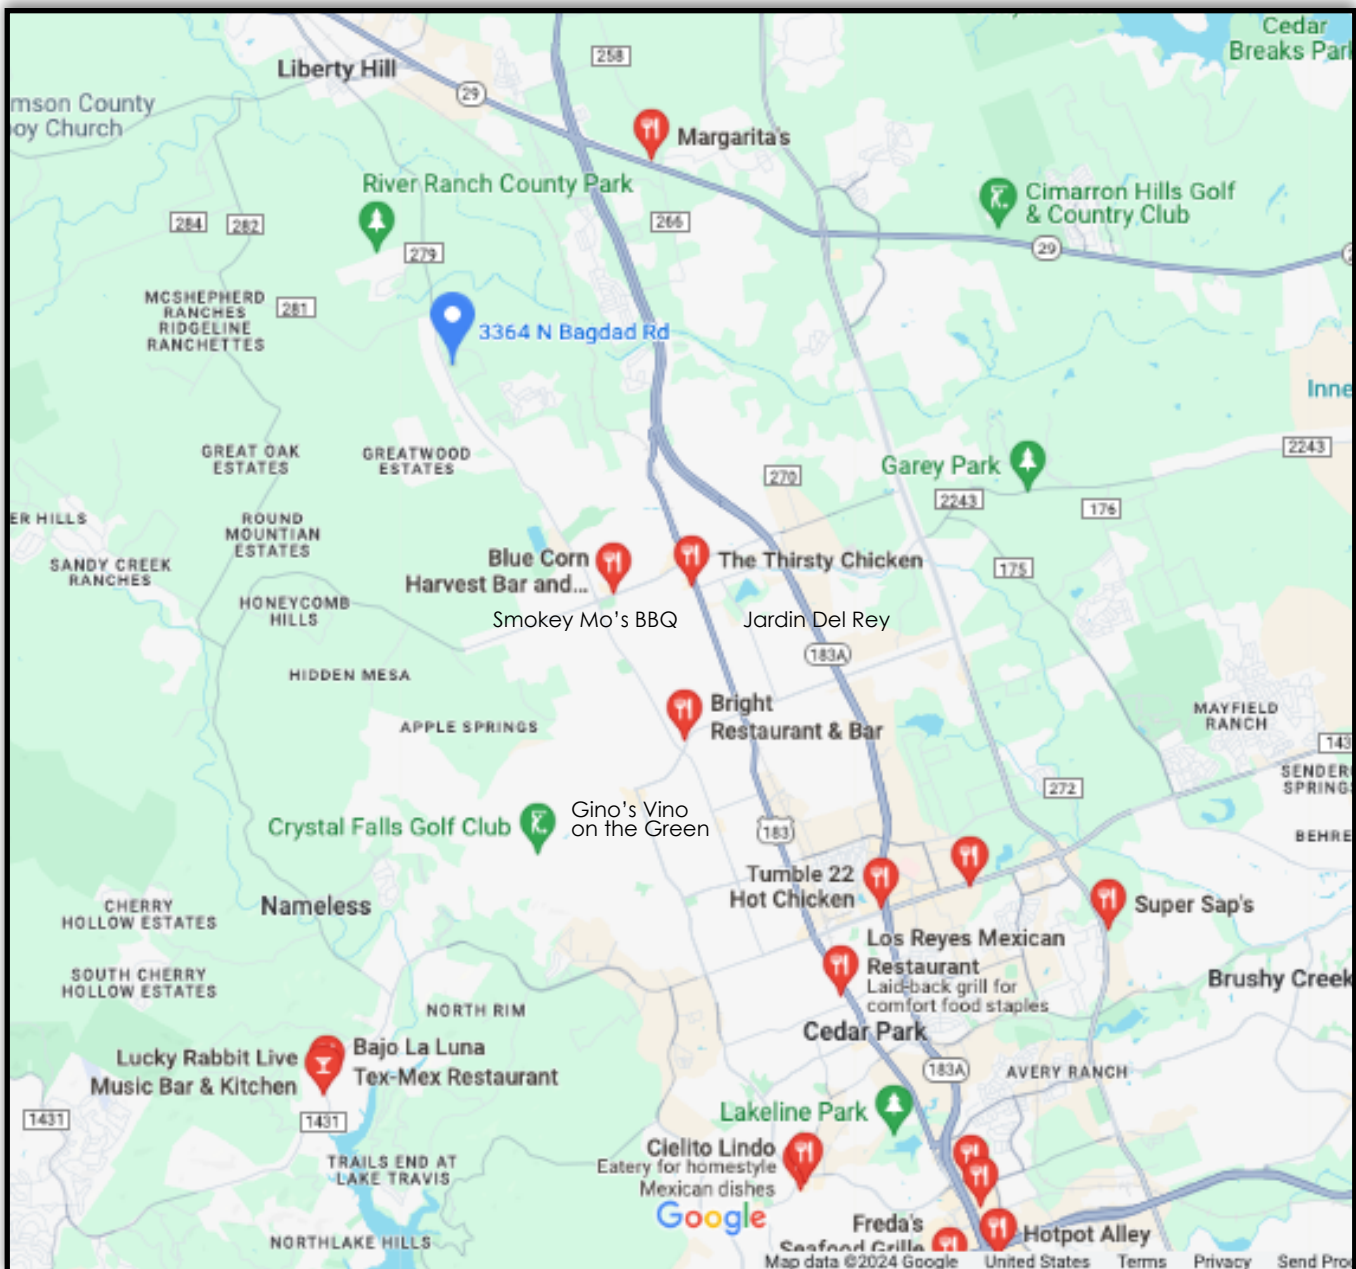 Cedar
Breaks Park
258
Liberty Hill
29
mson County
oy Church
Margarita's
River Ranch County Park
Cimarron Hills Golf
& Country Club
284
282
266
279
29
MCSHEPHERD
RANCHES
RIDGELINE
RANCHETTES
281
3364 N Bagdad Rd
Inne
GREAT OAK
ESTATES
GREATWOOD
ESTATES
2243
Garey Park
270
2243
176
ER HILLS
ROUND
MOUNTIAN
ESTATES
SANDY CREEK
RANCHES
Blue Corn
Harvest Bar and...
The Thirsty Chicken
175
HONEYCOMB
HILLS
Smokey Mo's BBQ
Jardin Del Rey
183A
HIDDEN MESA
Bright
Restaurant & Bar
MAYFIELD
RANCH
APPLE SPRINGS
143
SENDER
SPRING
272
Gino's Vino
on the Green
Crystal Falls Golf Club
183
BEHRE
Tumble 22
Hot Chicken
CHERRY
HOLLOW ESTATES
Nameless
Super Sap's
Los Reyes Mexican
Restaurant
Laid-back grill for
comfort food staples
SOUTH CHERRY
HOLLOW ESTATES
Brushy Creek
NORTH RIM
Cedar Park
Lucky Rabbit Live
Music Bar & Kitchen
Bajo La Luna
Tex-Mex Restaurant
183A
AVERY RANCH
1431
1431
Lakeline Park
Cielito Lindo
Eatery for homestyle
Mexican dishes
TRAILS END AT
LAKE TRAVIS
Google
Freda's
Seafood Grille
Hotpot Alley
NORTHLAKE HILLS
Map data ©2024 Google United States Terms Privacy Send Pro